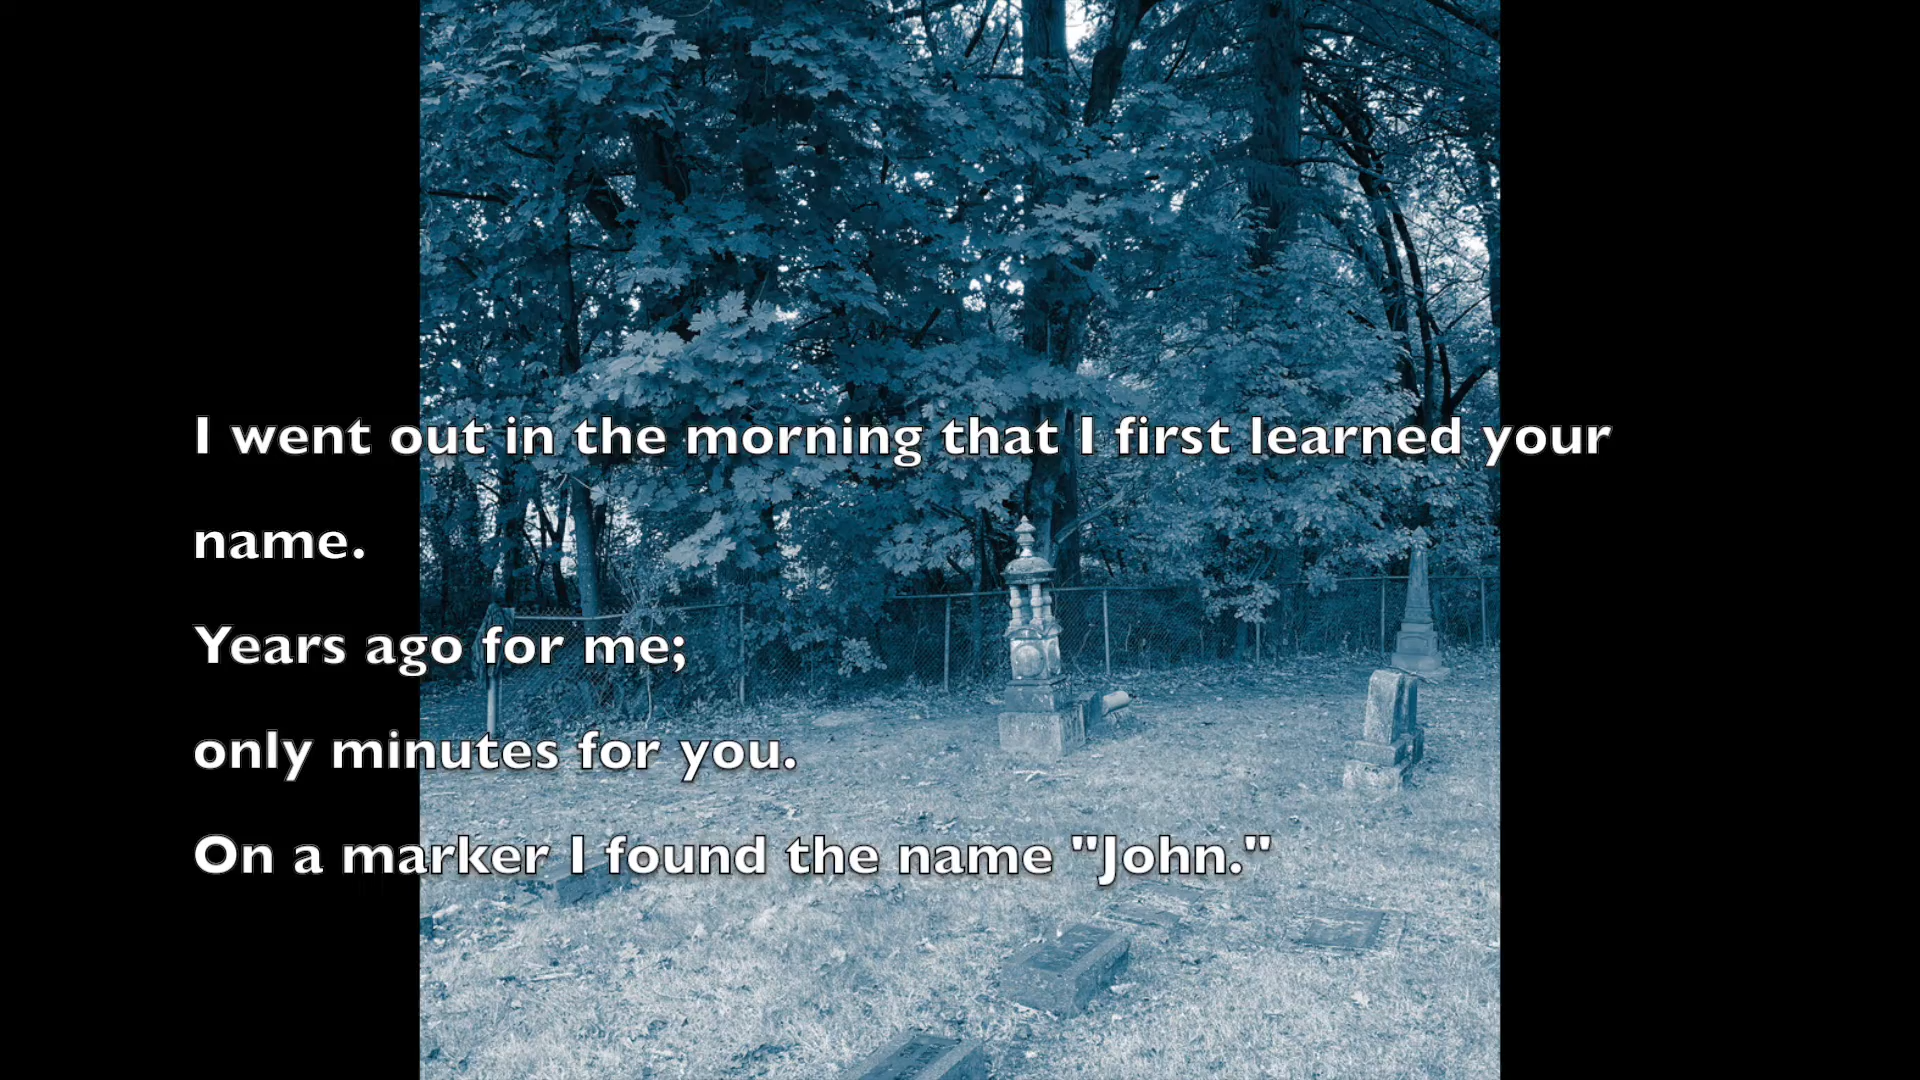 I went out in the morning that I first learned your
name.
Years ago for me;
only minutes for you.
On a marker I found the name "John."